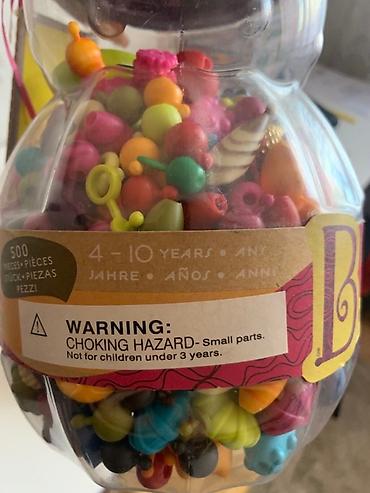 500
PIECES • PIÈCES
STÜCK • PIEZAS
PEZZI
4 - 10 YEARS • ANS
JAHRE • AÑOS • ANNI
WARNING:
CHOKING HAZARD- Small parts.
Not for children under 3 years.
B